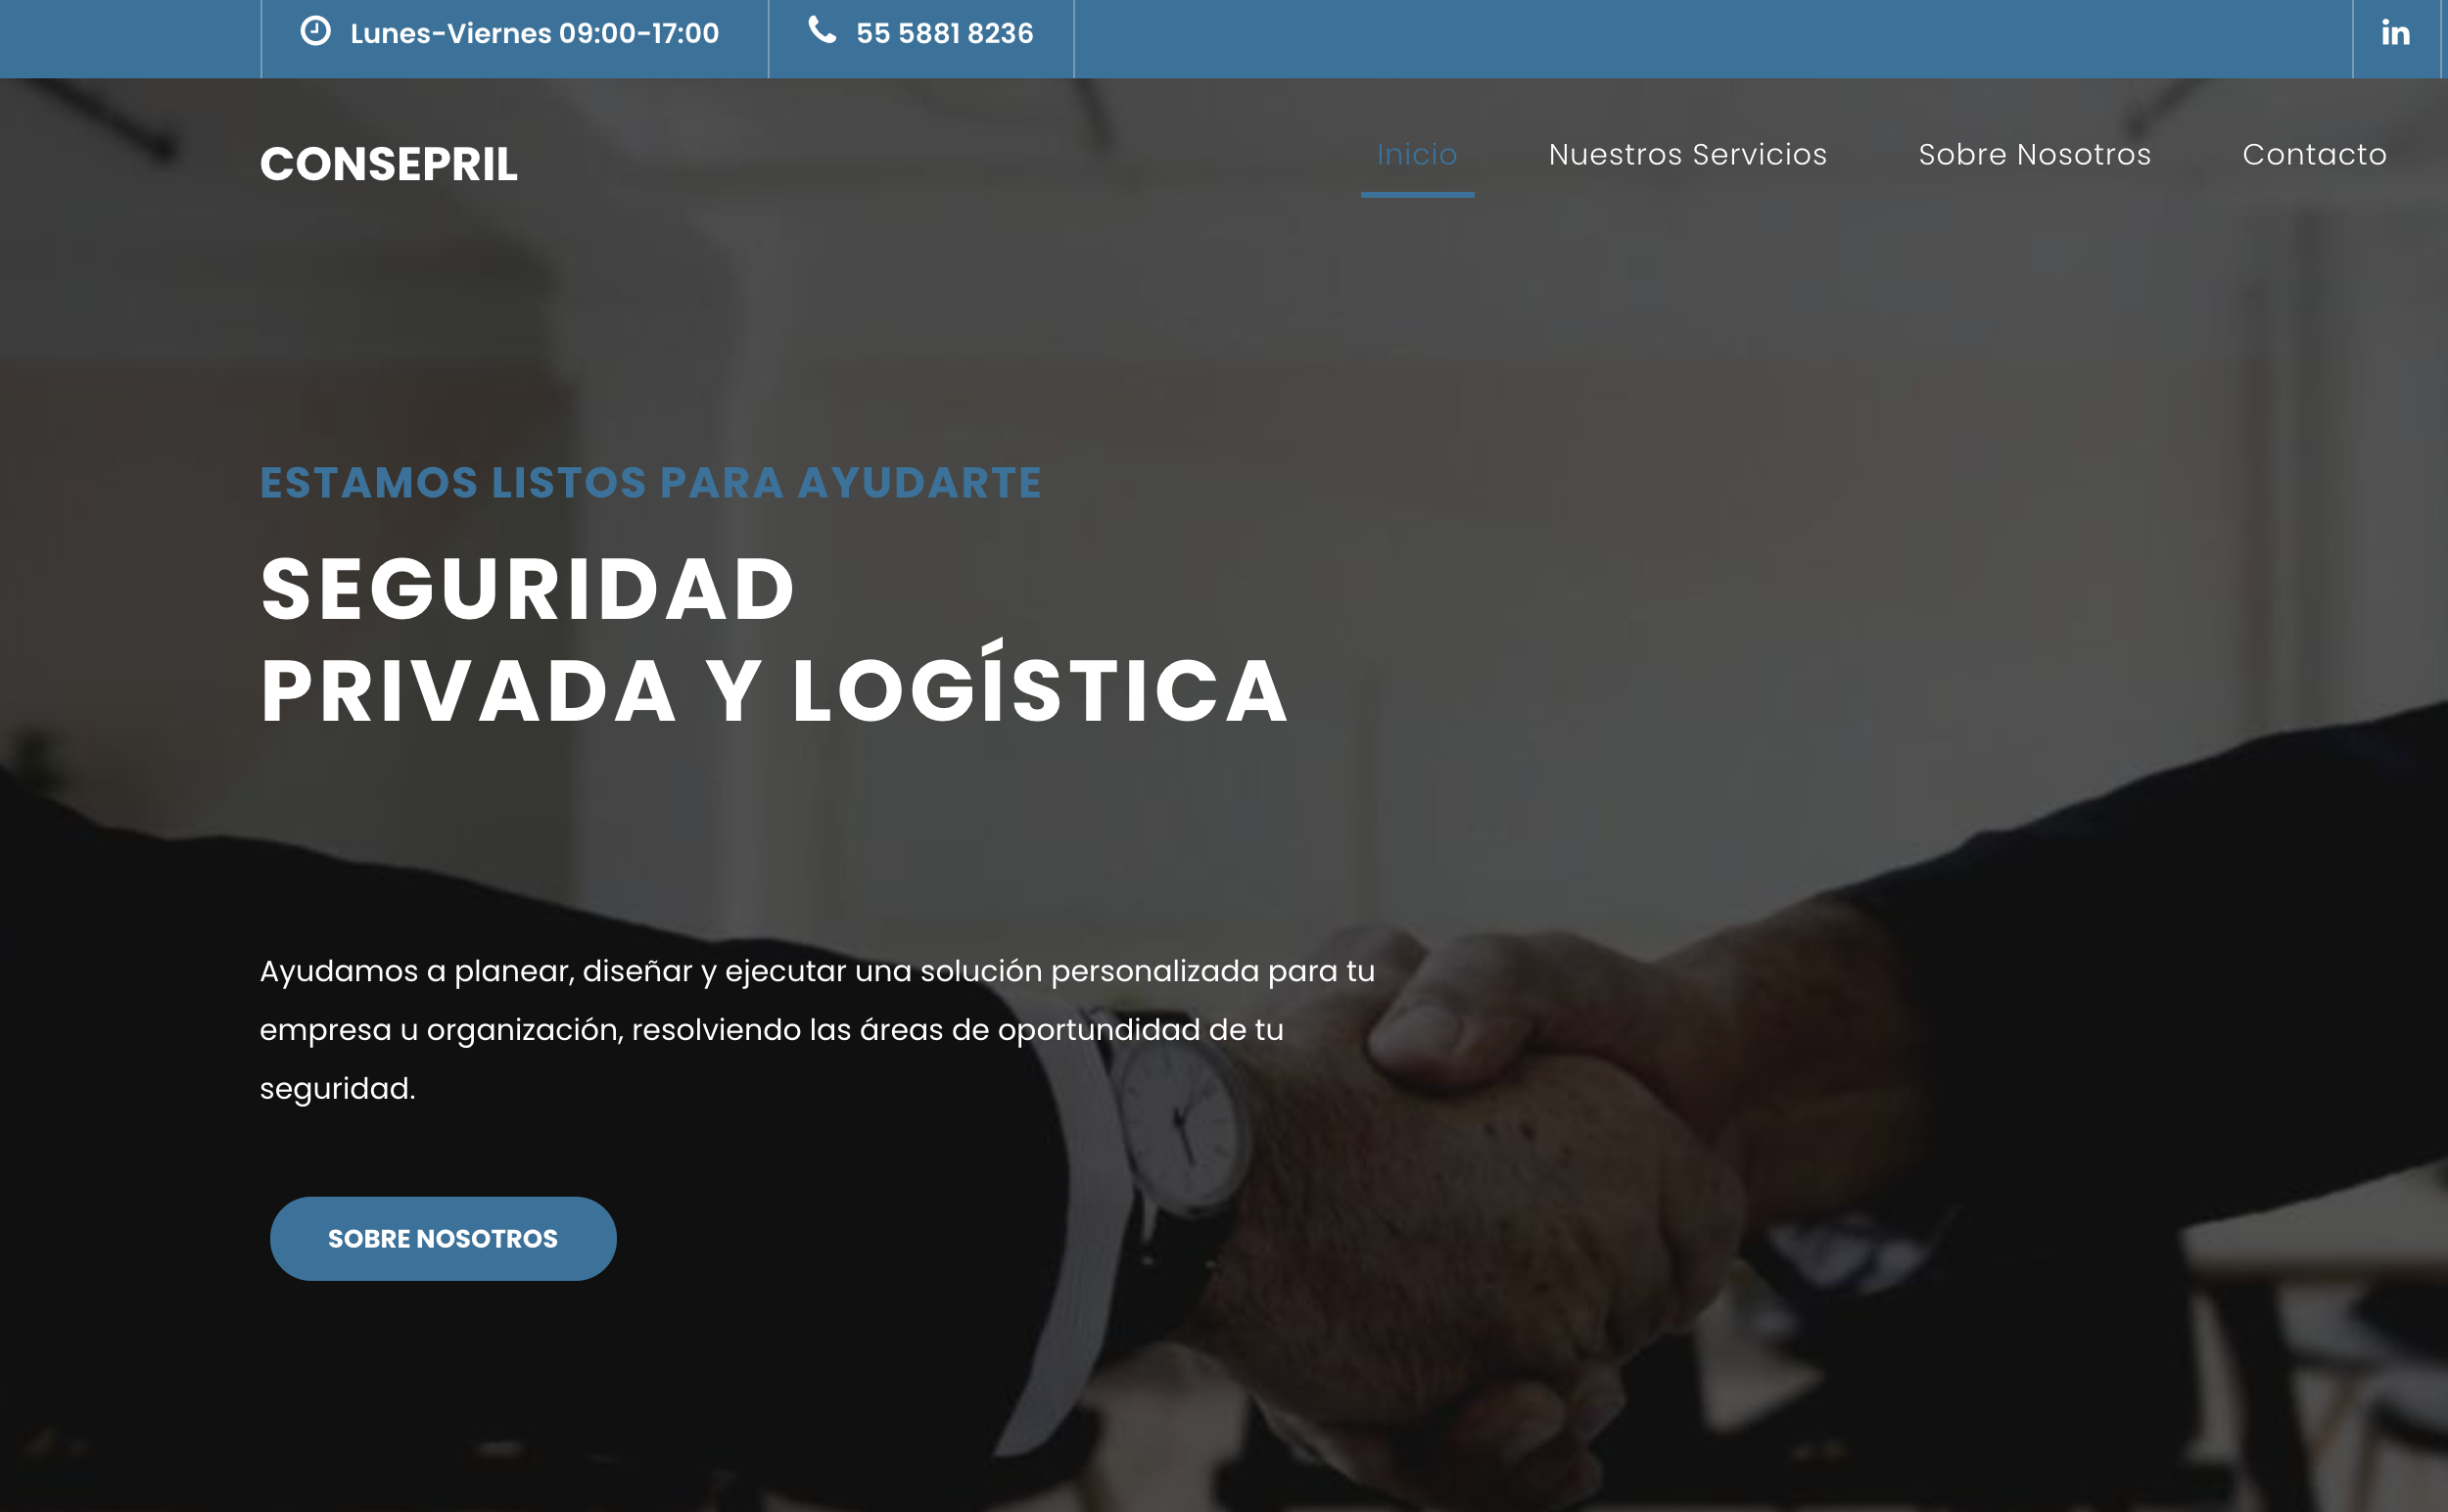 Lunes-Viernes 09:00-17:00
55 5881 8236
in
CONSEPRIL
Inicio
Nuestros Servicios
Sobre Nosotros
Contacto
ESTAMOS LISTOS PARA AYUDARTE
SEGURIDAD
PRIVADA Y LOGÍSTICA
Ayudamos a planear, diseñar y ejecutar una solución personalizada para tu
empresa u organización, resolviendo las áreas de oportundidad de tu
seguridad.
SOBRE NOSOTROS